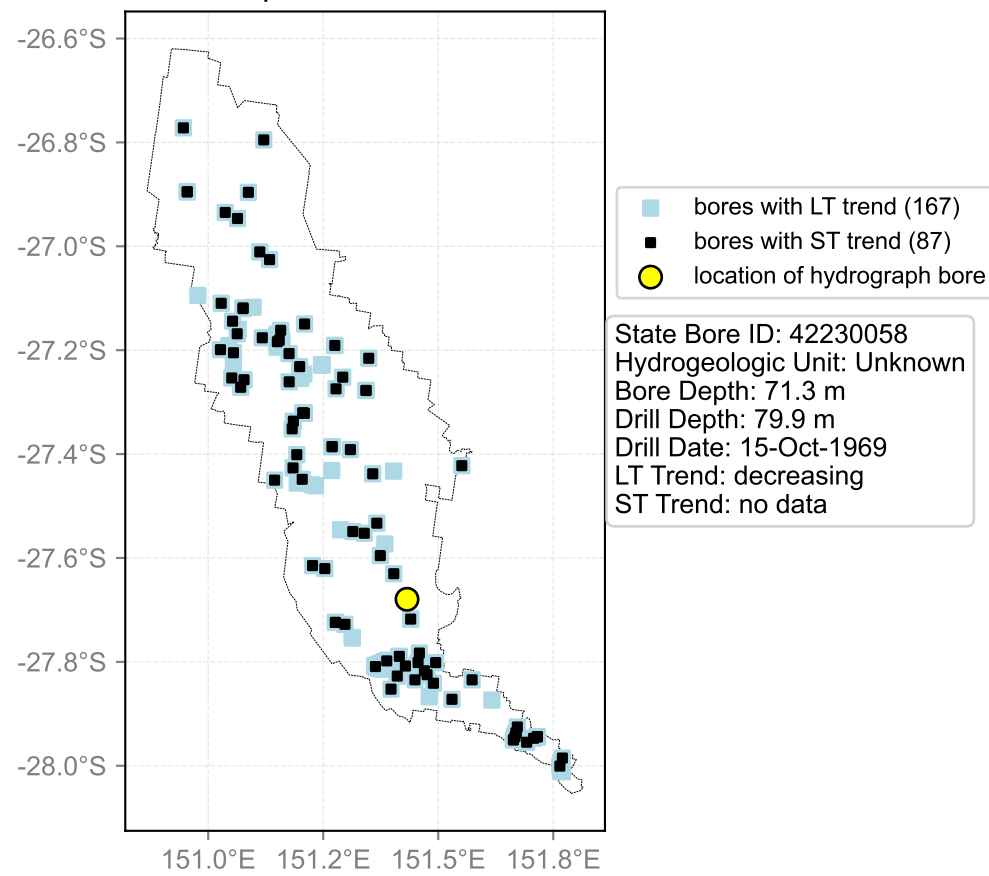 -26.6°S
-26.8°S
-27.0°S
-27.2°S
-27.4°S
-27.6°S
-27.8°S
-28.0°S
151.0°E
151.2°E
151.5°E
151.8°E
bores with LT trend (167)
bores with ST trend (87)
location of hydrograph bore
State Bore ID: 42230058
Hydrogeologic Unit: Unknown
Bore Depth: 71.3 m
Drill Depth: 79.9 m
Drill Date: 15-Oct-1969
LT Trend: decreasing
ST Trend: no data